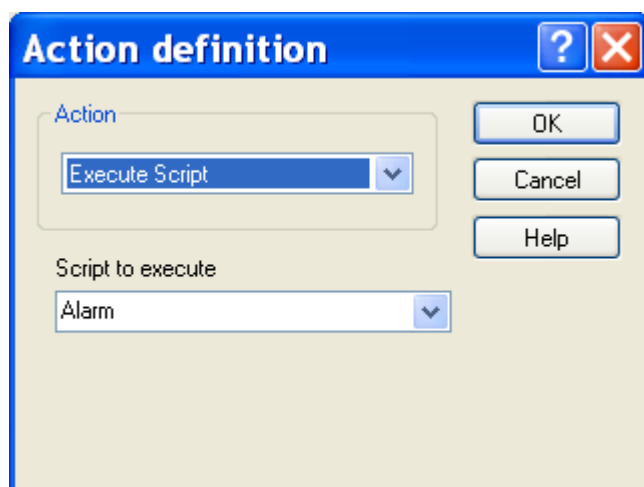 Action definition
?
Action
OK
Execute Script
Cancel
Help
Script to execute
Alarm